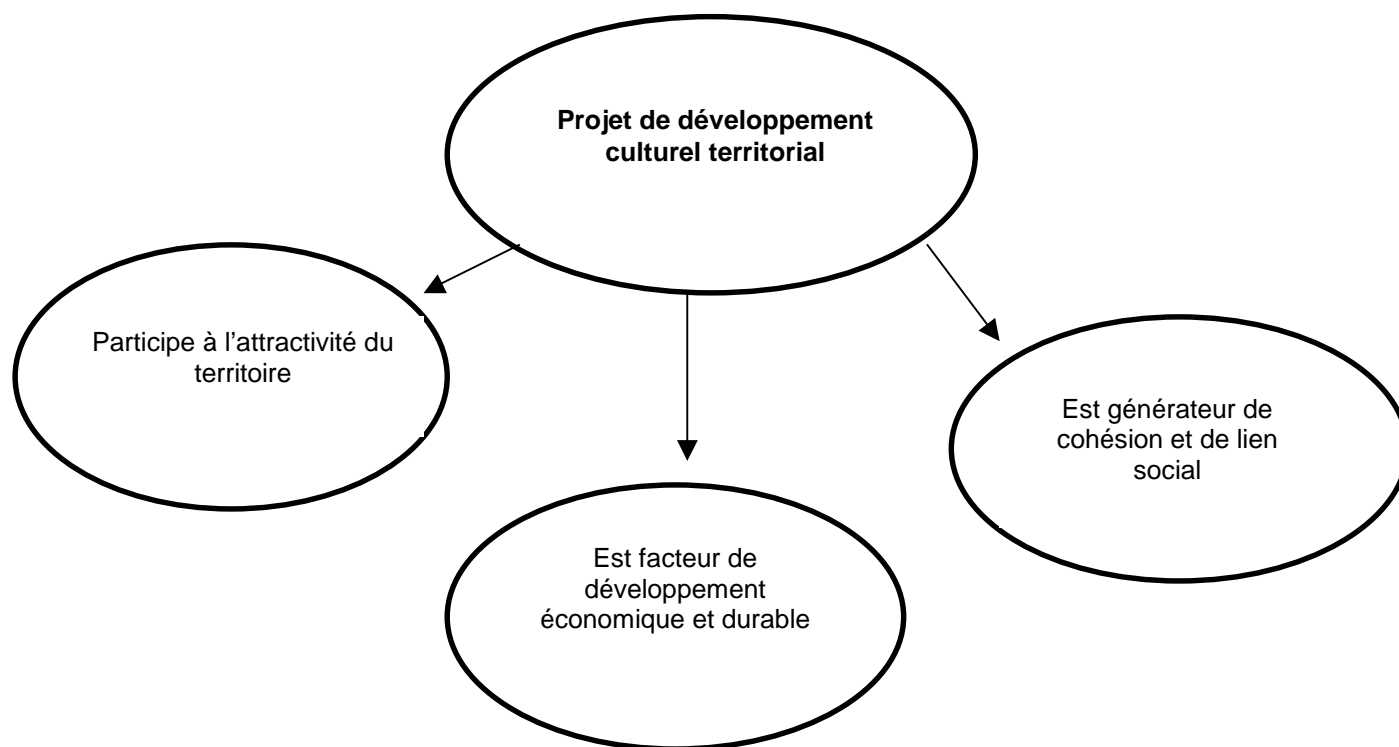 Projet de développement
culturel territorial
Participe à l’attractivité du
territoire
Est générateur de
cohésion et de lien
social
Est facteur de
développement
économique et durable